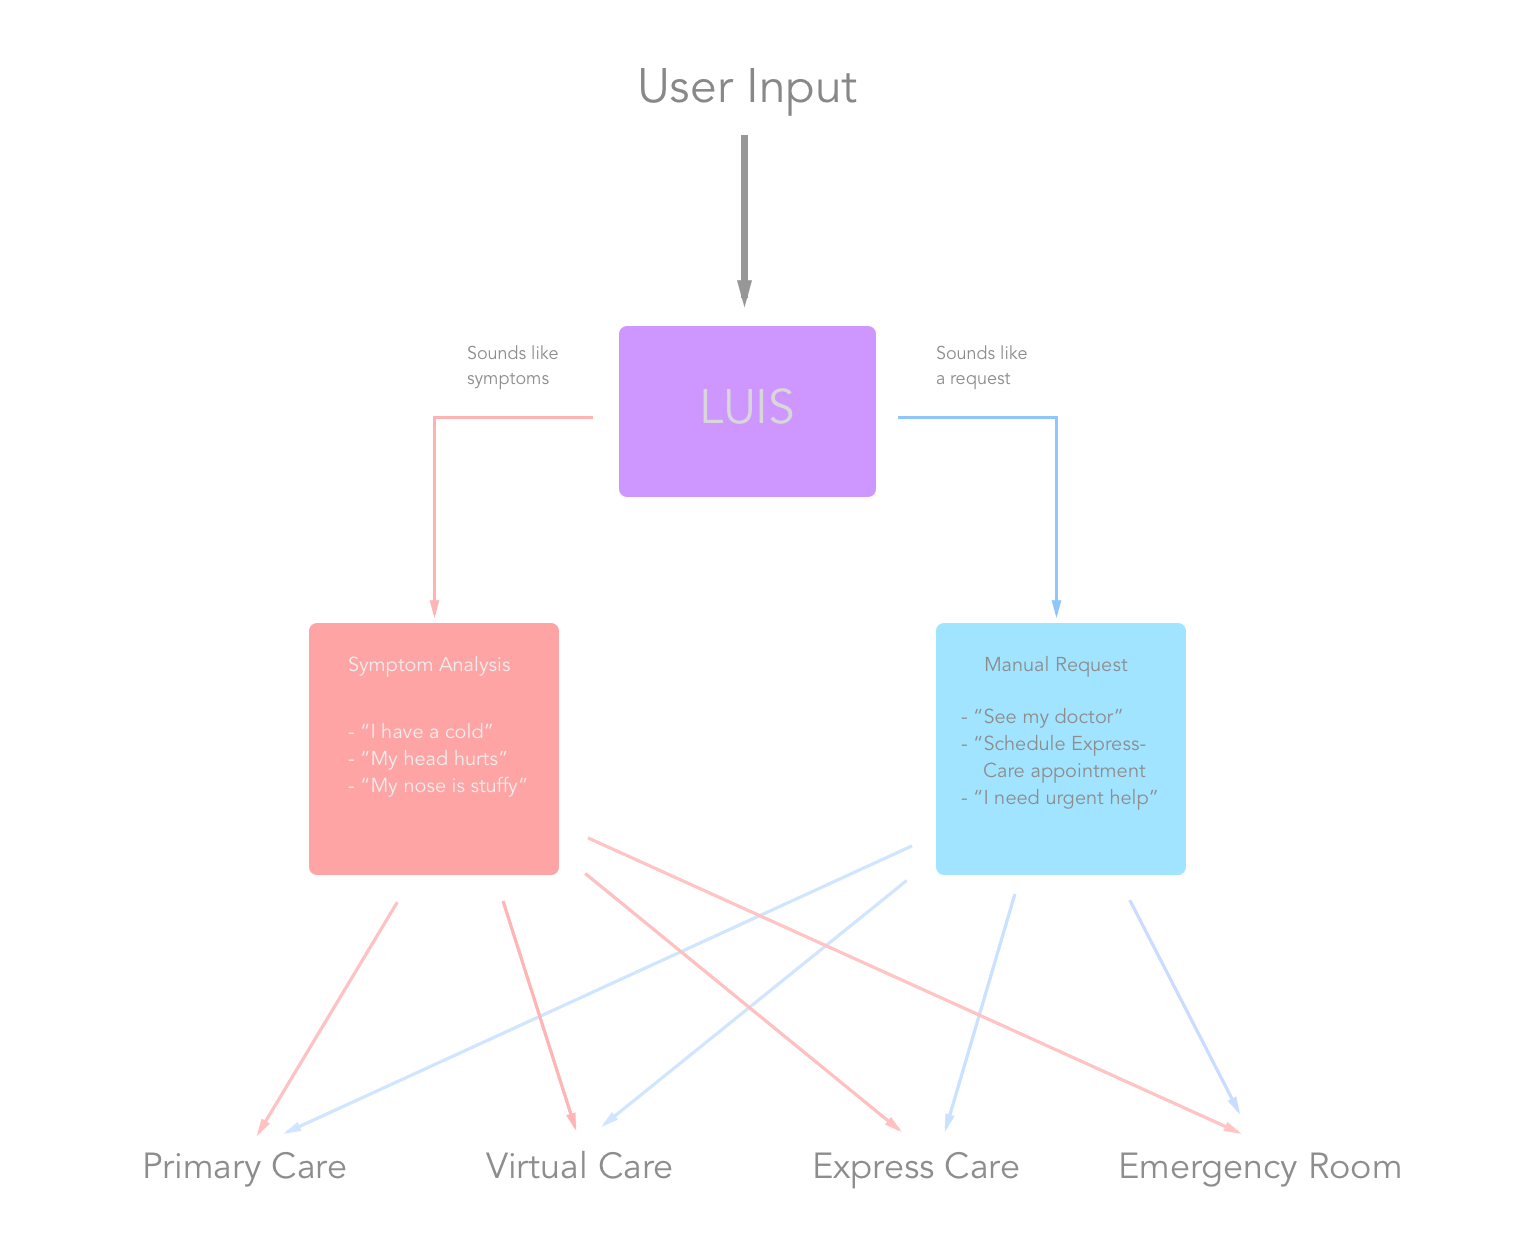 User Input
Sounds like
symptoms
LUIS
Sounds like
a request
Symptom Analysis
- “I have a cold”
- “My head hurts”
- “My nose is stuffy”
Manual Request
- “See my doctor”
- “Schedule Express-
Care appointment
- “I need urgent help”
Primary Care
Virtual Care
Express Care
Emergency Room